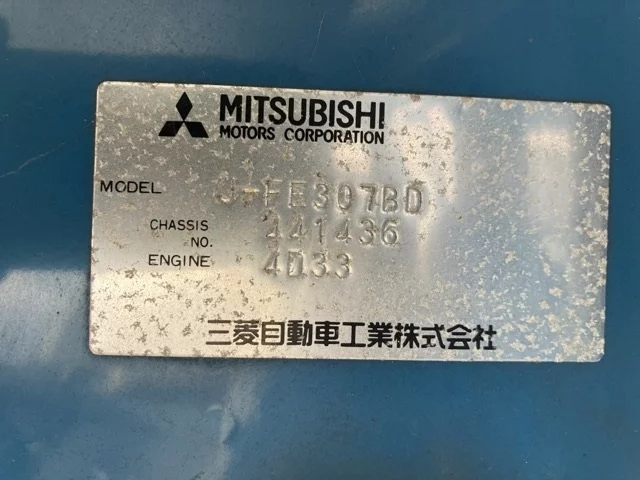 MITSUBISHI
MOTORS CORPORATION
MODEL U-FE307BD
CHASSIS NO. 441436
ENGINE 4D33
三菱自動車工業株式会社